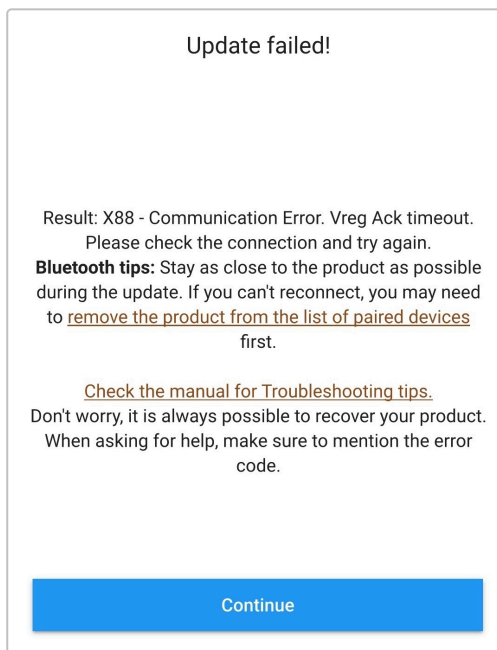 Update failed!
Result: X88 - Communication Error. Vreg Ack timeout.
Please check the connection and try again.
Bluetooth tips: Stay as close to the product as possible
during the update. If you can't reconnect, you may need
to remove the product from the list of paired devices
first.
Check the manual for Troubleshooting tips.
Don't worry, it is always possible to recover your product.
When asking for help, make sure to mention the error
code.
Continue